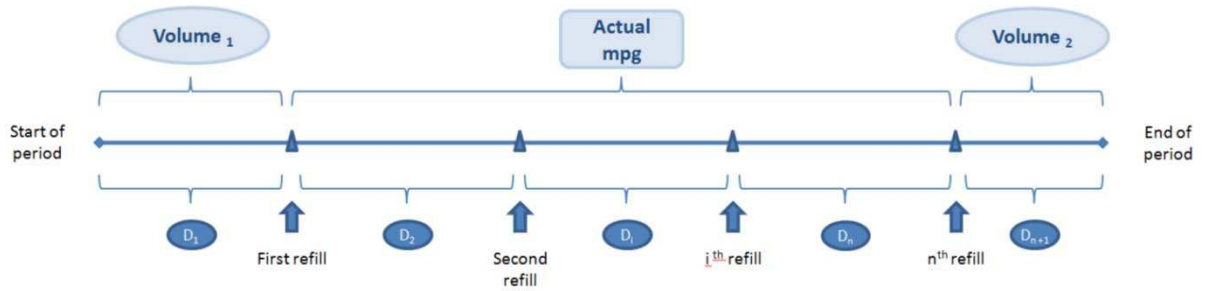 Volume 1
Actual
mpg
Volume 2
Start of
period
End of
period
D1
D2
Di
Dn
Dn+1
First refill
Second
refill
i th refill
nth refill